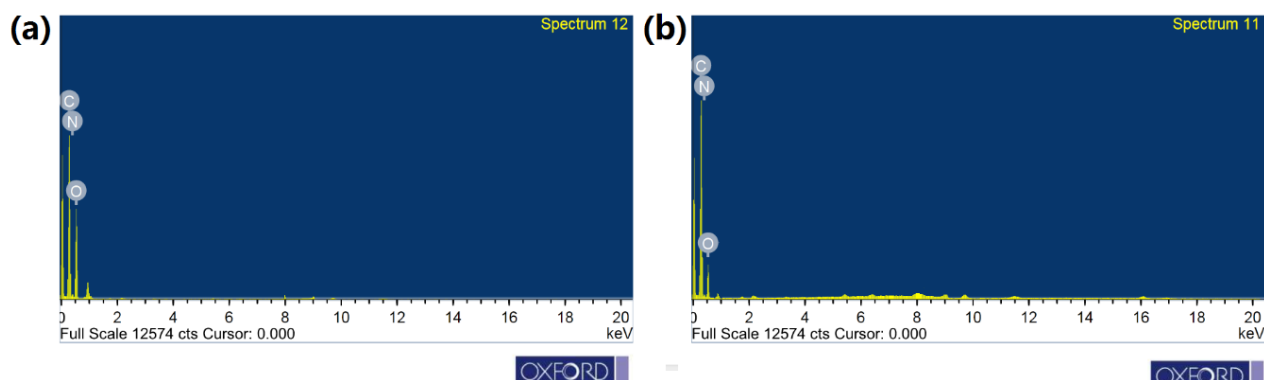 (a)
Spectrum 12
C
N
O
0 2 4 6 8 10 12 14 16 18 20
Full Scale 12574 cts Cursor: 0.000 keV
OXFORD
(b)
Spectrum 11
C
N
O
0 2 4 6 8 10 12 14 16 18 20
Full Scale 12574 cts Cursor: 0.000 keV
OXFORD